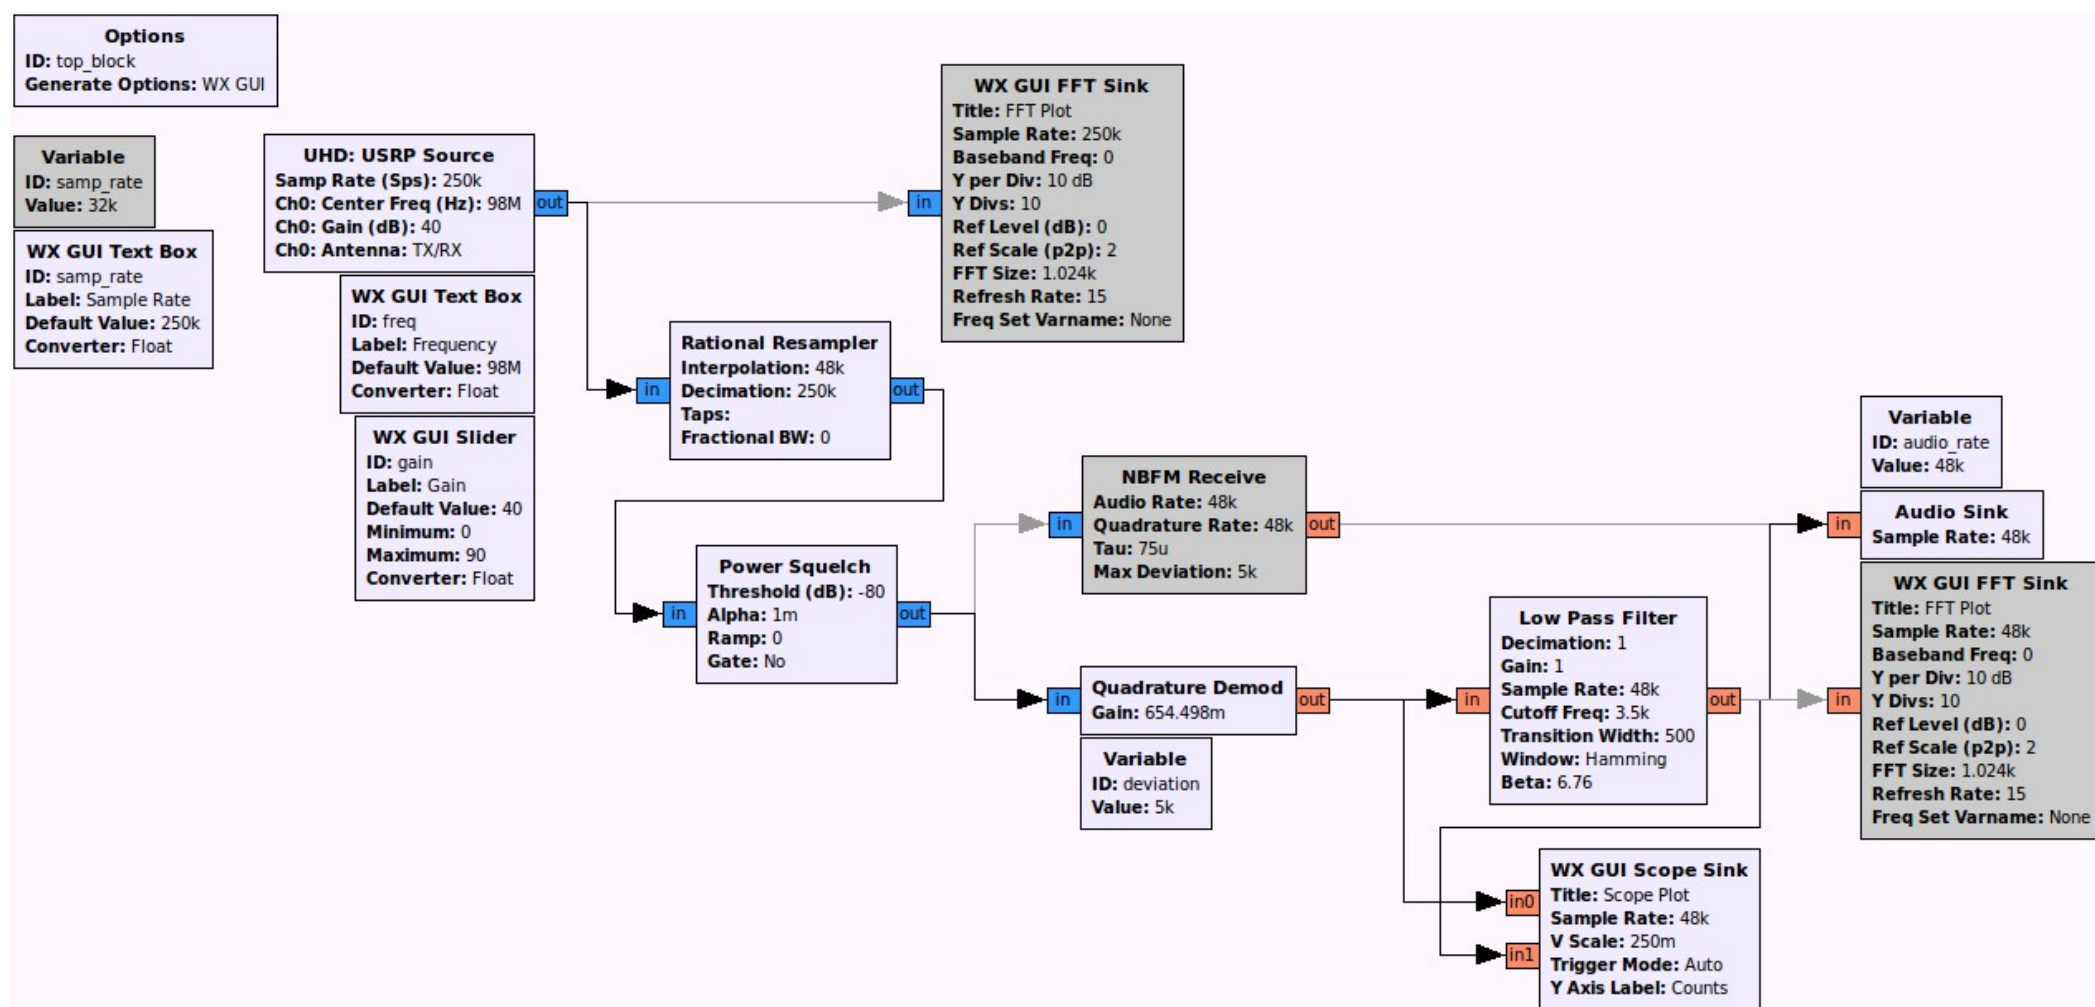 Options
ID: top_block
Generate Options: WX GUI
Variable
ID: samp_rate
Value: 32k
WX GUI Text Box
ID: samp_rate
Label: Sample Rate
Default Value: 250k
Converter: Float
UHD: USRP Source
Samp Rate (Sps): 250k
Ch0: Center Freq (Hz): 98M
Ch0: Gain (dB): 40
Ch0: Antenna: TX/RX
out
WX GUI Text Box
ID: freq
Label: Frequency
Default Value: 98M
Converter: Float
WX GUI Slider
ID: gain
Label: Gain
Default Value: 40
Minimum: 0
Maximum: 90
Converter: Float
in
WX GUI FFT Sink
Title: FFT Plot
Sample Rate: 250k
Baseband Freq: 0
Y per Div: 10 dB
Y Divs: 10
Ref Level (dB): 0
Ref Scale (p2p): 2
FFT Size: 1.024k
Refresh Rate: 15
Freq Set Varname: None
in
Rational Resampler
Interpolation: 48k
Decimation: 250k
Taps:
Fractional BW: 0
out
in
Power Squelch
Threshold (dB): -80
Alpha: 1m
Ramp: 0
Gate: No
out
in
NBFM Receive
Audio Rate: 48k
Quadrature Rate: 48k
Tau: 75u
Max Deviation: 5k
out
in
Quadrature Demod
Gain: 654.498m
out
Variable
ID: deviation
Value: 5k
in
Low Pass Filter
Decimation: 1
Gain: 1
Sample Rate: 48k
Cutoff Freq: 3.5k
Transition Width: 500
Window: Hamming
Beta: 6.76
out
Variable
ID: audio_rate
Value: 48k
in
Audio Sink
Sample Rate: 48k
in
WX GUI FFT Sink
Title: FFT Plot
Sample Rate: 48k
Baseband Freq: 0
Y per Div: 10 dB
Y Divs: 10
Ref Level (dB): 0
Ref Scale (p2p): 2
FFT Size: 1.024k
Refresh Rate: 15
Freq Set Varname: None
in0
in1
WX GUI Scope Sink
Title: Scope Plot
Sample Rate: 48k
V Scale: 250m
Trigger Mode: Auto
Y Axis Label: Counts